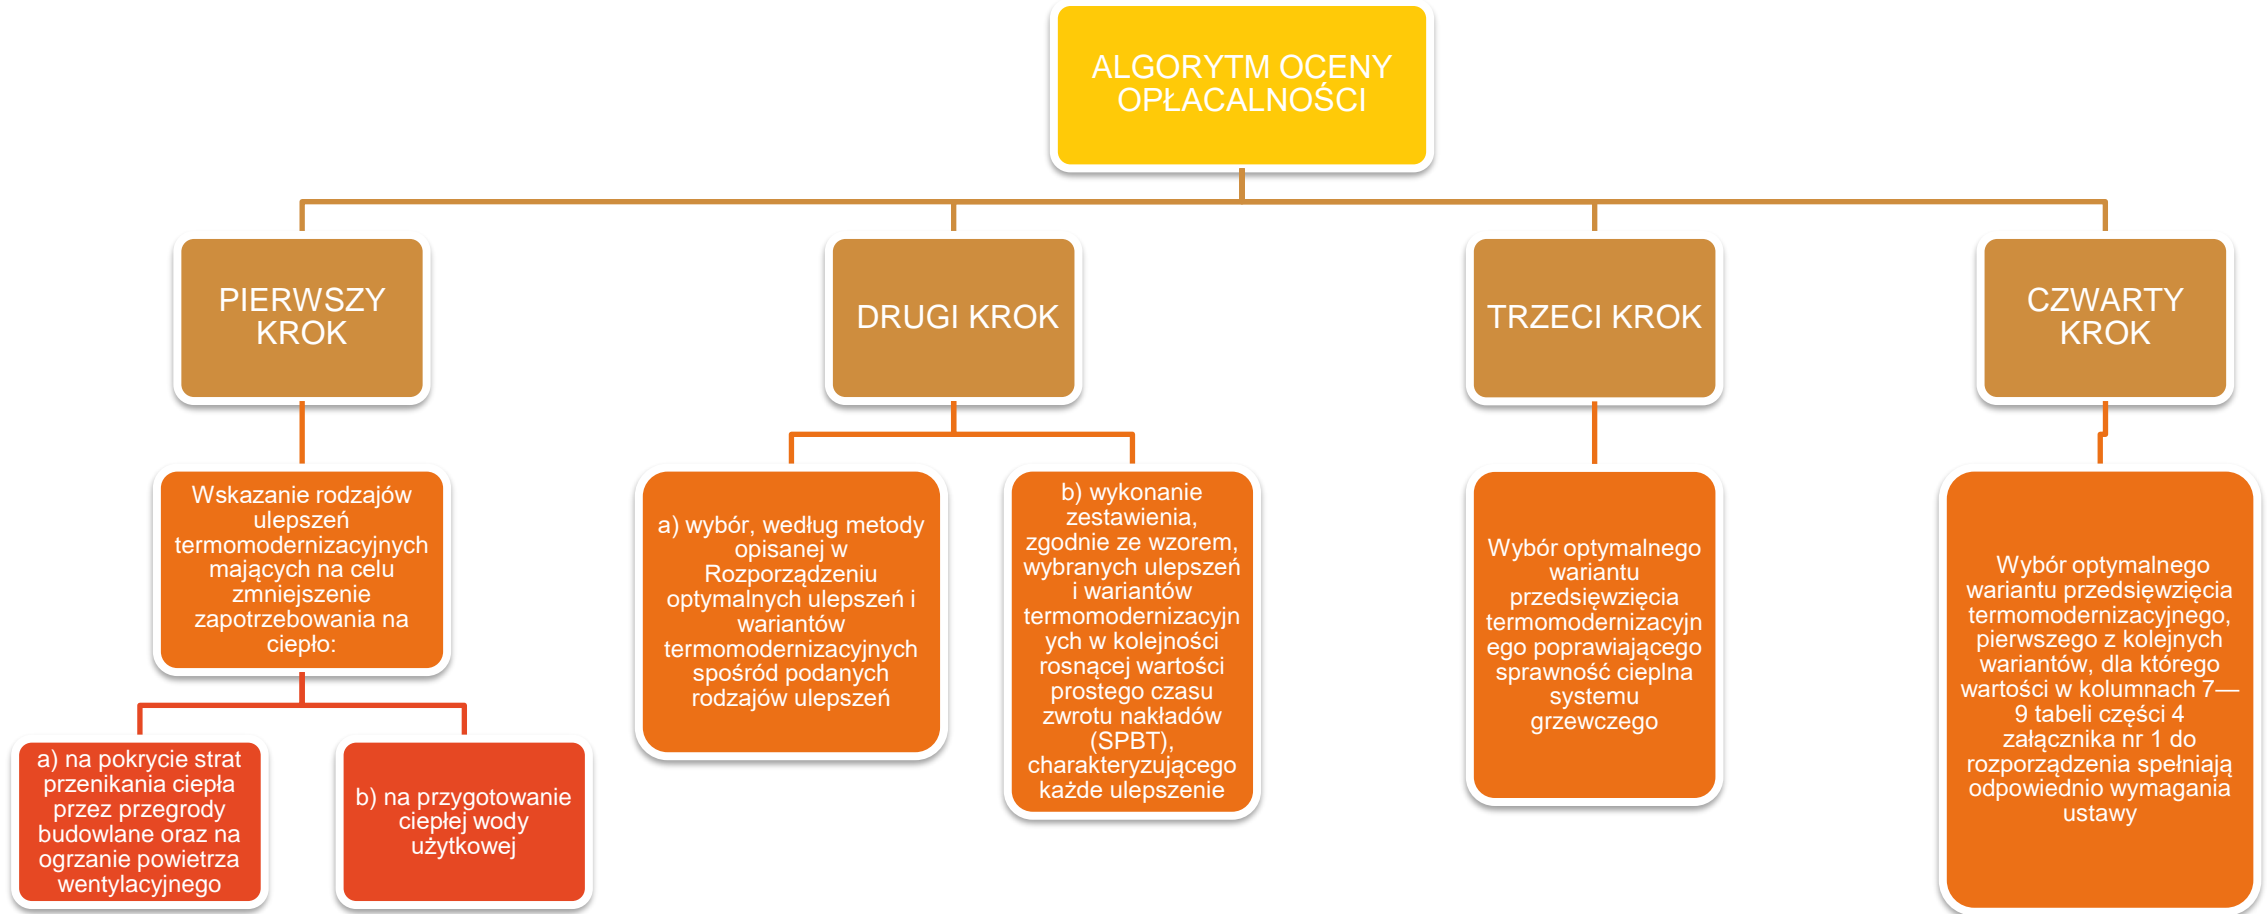 ALGORYTM OCENY
OPŁACALNOŚCI
PIERWSZY
KROK
DRUGI KROK
TRZECI KROK
CZWARTY
KROK
Wskazanie rodzajów
ulepszeń
termomodernizacyjnych
mających na celu
zmniejszenie
zapotrzebowania na
ciepło:
a) na pokrycie strat
przenikania ciepła
przez przegrody
budowlane oraz na
ogrzanie powietrza
wentylacyjnego
b) na przygotowanie
ciepłej wody
użytkowej
a) wybór, według metody
opisanej w
Rozporządzeniu
optymalnych ulepszeń i
wariantów
termomodernizacyjnych
spośród podanych
rodzajów ulepszeń
b) wykonanie
zestawienia,
zgodnie ze wzorem,
wybranych ulepszeń
i wariantów
termomodernizacyjn
ych w kolejności
rosnącej wartości
prostego czasu
zwrotu nakładów
(SPBT),
charakteryzującego
każde ulepszenie
Wybór optymalnego
wariantu
przedsięwzięcia
termomodernizacyjn
ego poprawiającego
sprawność cieplna
systemu
grzewczego
Wybór optymalnego
wariantu przedsięwzięcia
termomodernizacyjnego,
pierwszego z kolejnych
wariantów, dla którego
wartości w kolumnach 7—
9 tabeli części 4
załącznika nr 1 do
rozporządzenia spełniają
odpowiednio wymagania
ustawy